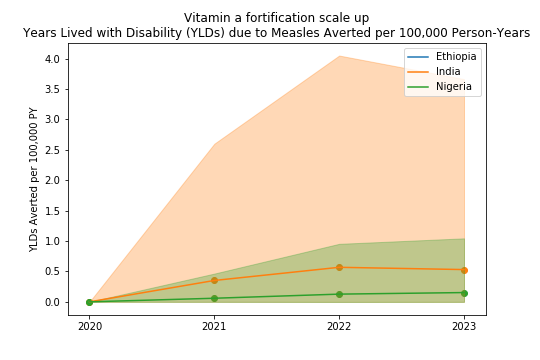 Vitamin a fortification scale up
Years Lived with Disability (YLDs) due to Measles Averted per 100,000 Person-Years
YLDs Averted per 100,000 PY
4.0
3.5
3.0
2.5
2.0
1.5
1.0
0.5
0.0
2020
2021
2022
2023
Ethiopia
India
Nigeria